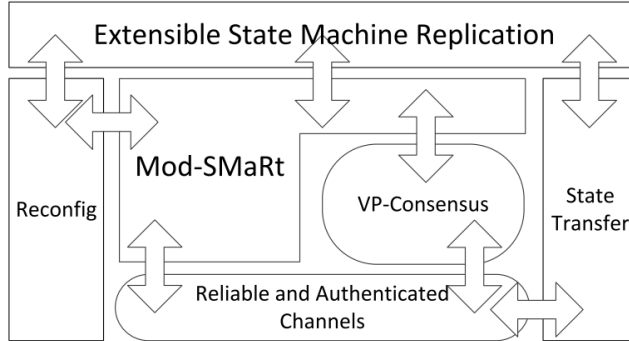 Extensible State Machine Replication
Mod-SMaRt
Reconfig
VP-Consensus
State
Transfer
Reliable and Authenticated
Channels